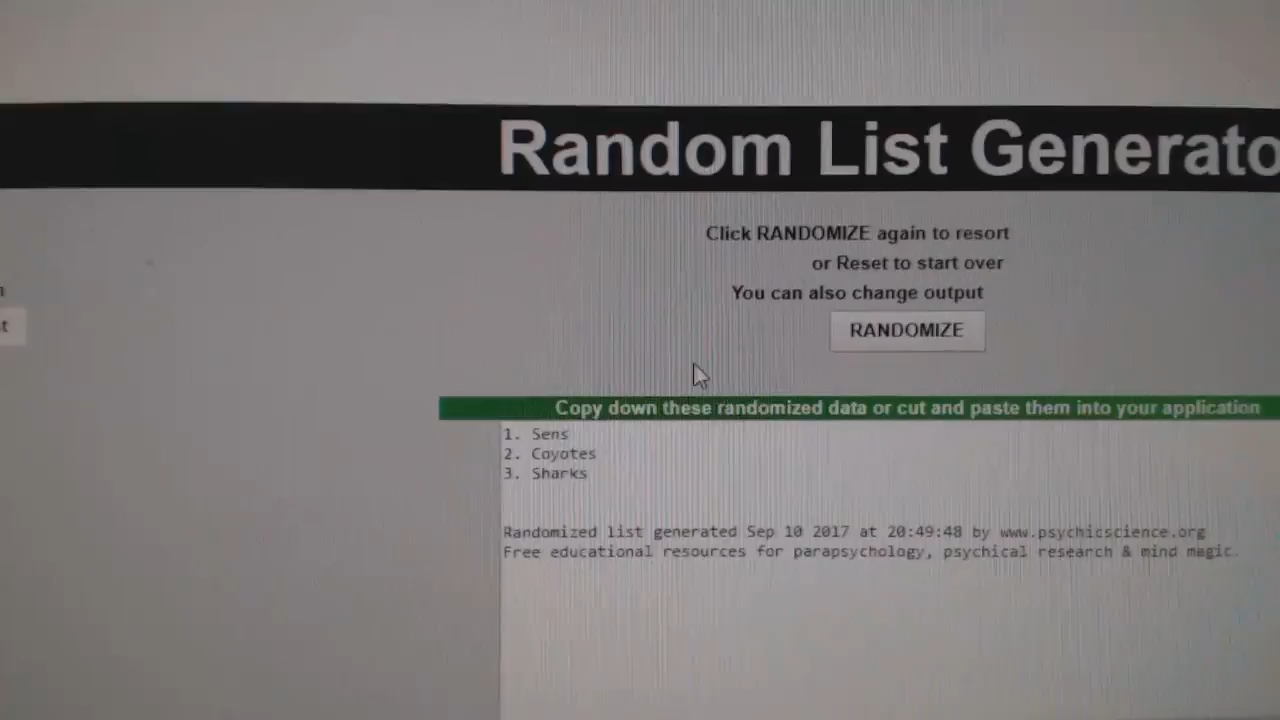 Random List Generato
Click RANDOMIZE again to resort
or Reset to start over
You can also change output
RANDOMIZE
Copy down these randomized data or cut and paste them into your application
1. Sens
2. Coyotes
3. Sharks
Randomized list generated Sep 10 2017 at 20:49:48 by www.psychicscience.org
Free educational resources for parapsychology, psychical research & mind magic.